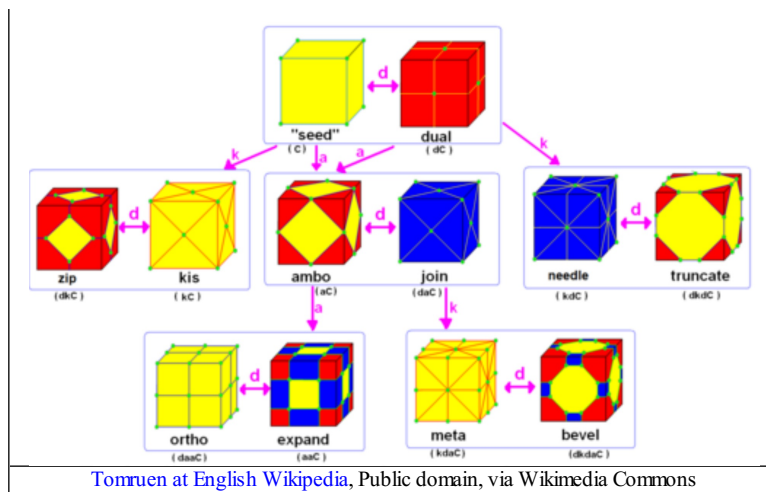 d
"seed"
dual
( C )
( dC )
k
a
a
k
d
d
d
zip
kis
ambo
join
needle
truncate
(dkC)
( kC )
(aC)
(daC)
( kdC )
( dkdC )
a
k
d
d
ortho
expand
meta
bevel
(daaC)
(aaC)
( kdaC )
(dkdaC)
Tomruen at English Wikipedia, Public domain, via Wikimedia Commons